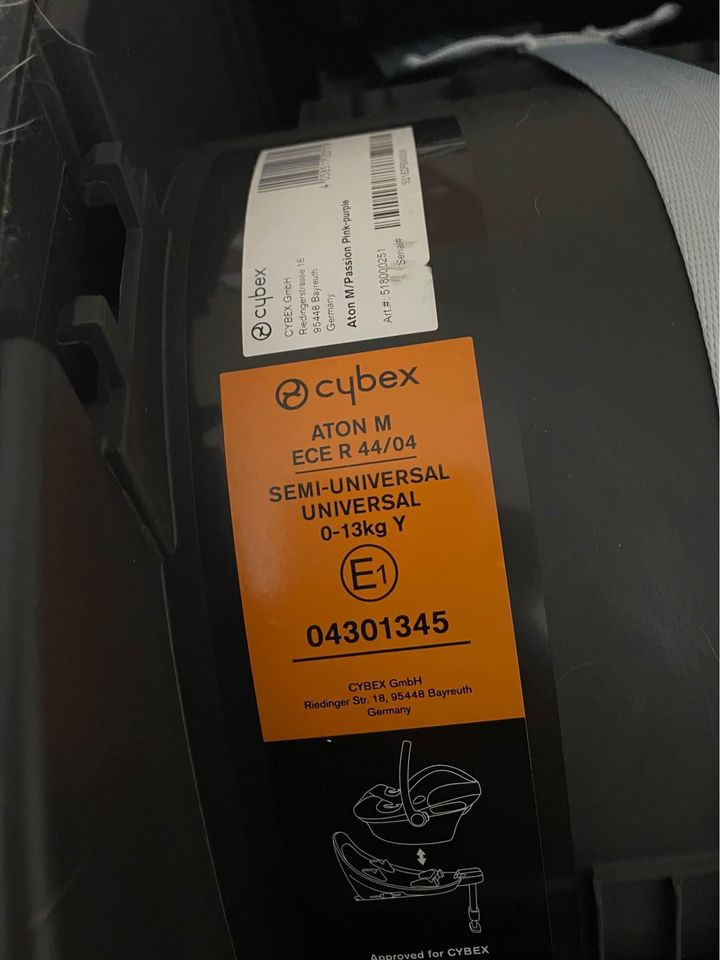 cybex
CYBEX GmbH
Riedingerstrasse 18
95448 Bayreuth
Germany
Aton M/Passion Pink-purple
Art.#: 518000251
Serial#
cybex
ATON M
ECE R 44/04
SEMI-UNIVERSAL
UNIVERSAL
0-13kg Y
E1
04301345
CYBEX GmbH
Riedinger Str. 18, 95448 Bayreuth
Germany
Approved for CYBEX